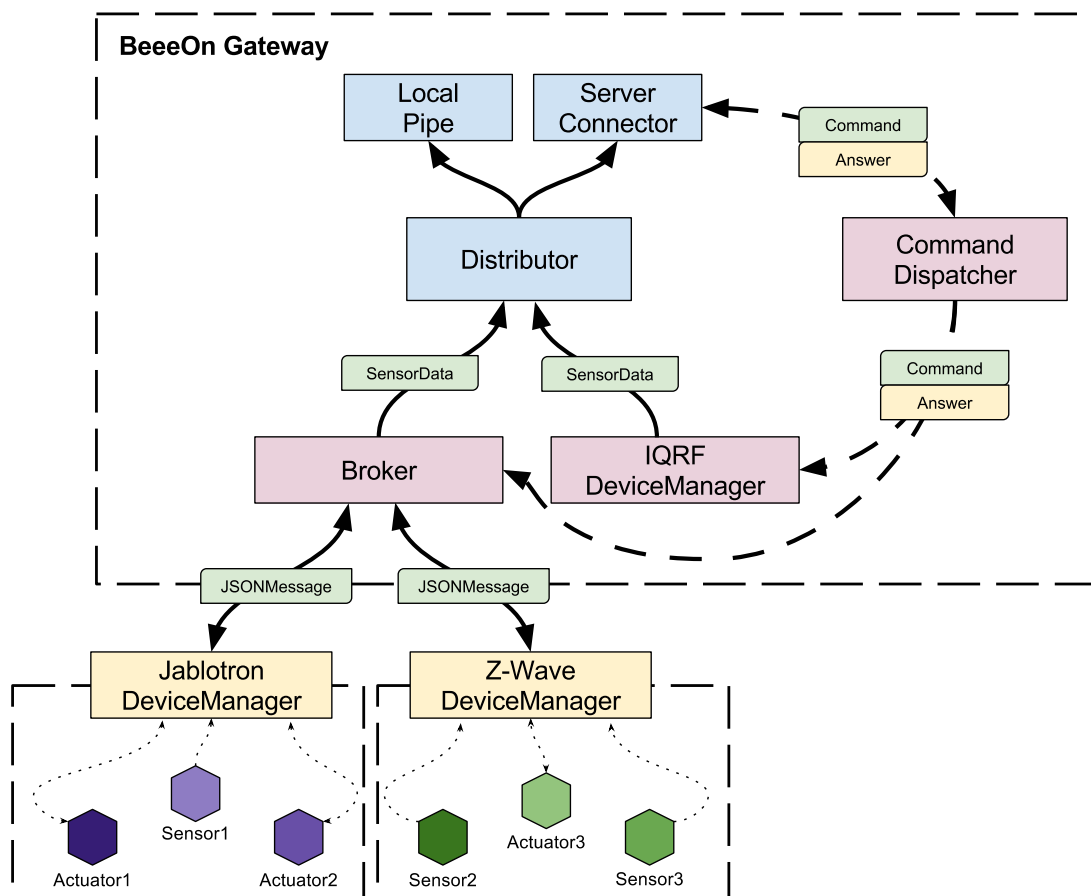 BeeeOn Gateway
Local
Pipe
Server
Connector
Command
Answer
Distributor
Command
Dispatcher
SensorData
SensorData
Command
Answer
Broker
IQRF
DeviceManager
JSONMessage
JSONMessage
Jablotron
DeviceManager
Z-Wave
DeviceManager
Sensor1
Actuator3
Actuator1
Actuator2
Sensor2
Sensor3